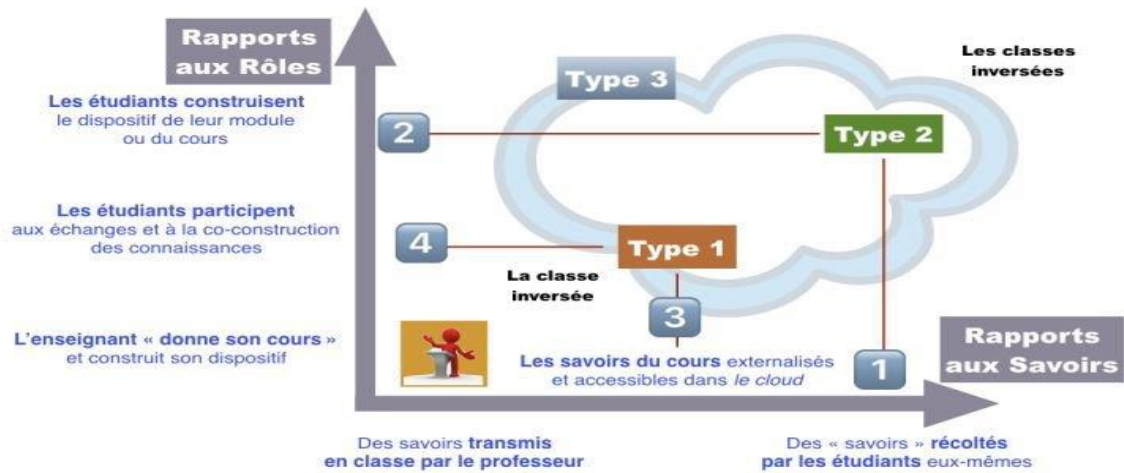 Rapports
aux Rôles
Les classes
inversées
Type 3
Les étudiants construisent
le dispositif de leur module
ou du cours
2
Type 2
Les étudiants participent
aux échanges et à la co-construction
des connaissances
4
Type 1
La classe
inversée
3
L'enseignant « donne son cours »
et construit son dispositif
Les savoirs du cours externalisés
et accessibles dans le cloud
1
Rapports
aux Savoirs
Des savoirs transmis
en classe par le professeur
Des « savoirs » récoltés
par les étudiants eux-mêmes